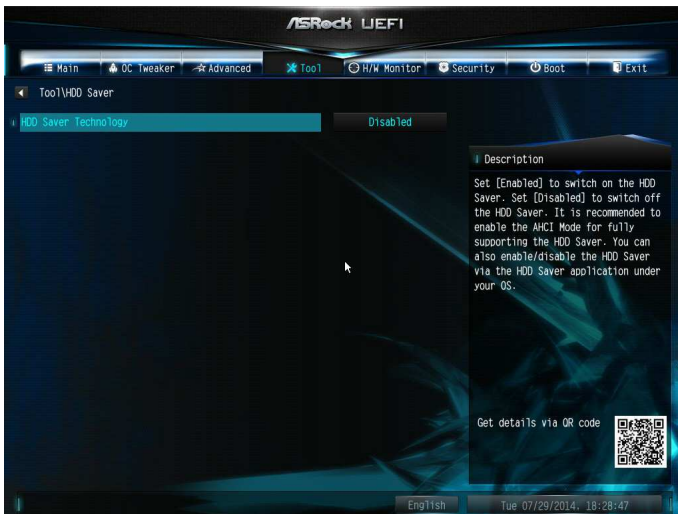 ASRock UEFI
Main OC Tweaker Advanced Tool H/W Monitor Security Boot Exit
Tool\HDD Saver
HDD Saver Technology Disabled
Description
Set [Enabled] to switch on the HDD
Saver. Set [Disabled] to switch off
the HDD Saver. It is recommended to
enable the AHCI Mode for fully
supporting the HDD Saver. You can
also enable/disable the HDD Saver
via the HDD Saver application under
your OS.
Get details via QR code
English Tue 07/29/2014. 18:28:47